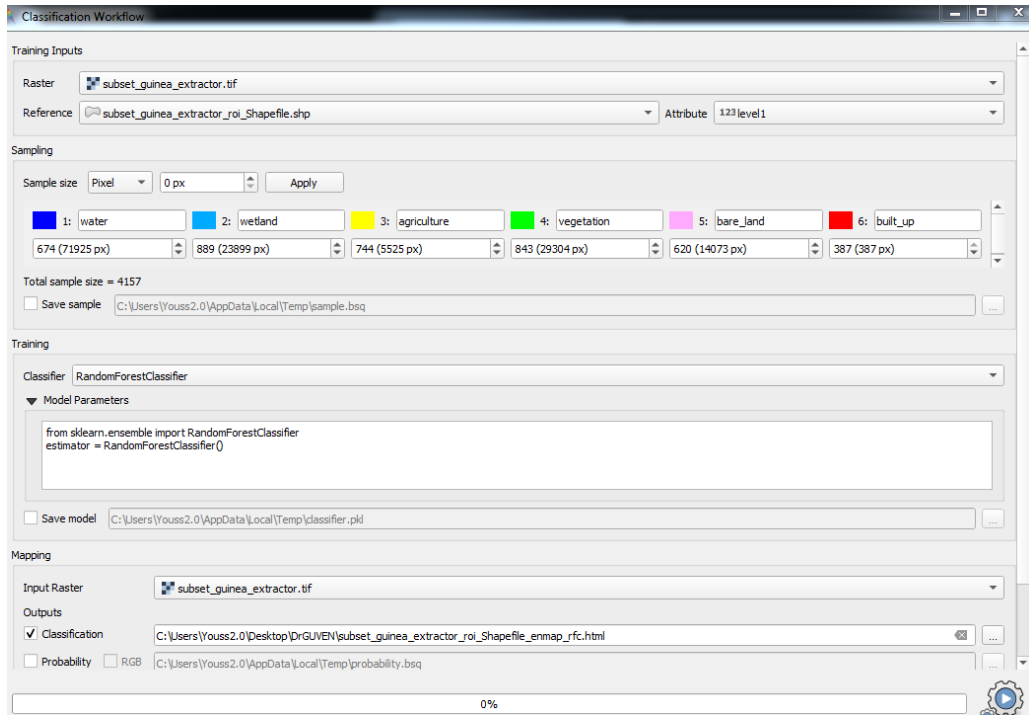 Classification Workflow
Training Inputs
Raster subset_guinea_extractor.tif
Reference subset_guinea_extractor_roi_Shapefile.shp Attribute 123 level1
Sampling
Sample size Pixel 0 px Apply
1: water 2: wetland 3: agriculture 4: vegetation 5: bare_land 6: built_up
674 (71925 px) 889 (23899 px) 744 (5525 px) 843 (29304 px) 620 (14073 px) 387 (387 px)
Total sample size = 4157
Save sample C:\Users\Youss2.0\AppData\Local\Temp\sample.bsq ...
Training
Classifier RandomForestClassifier
Model Parameters
from sklearn.ensemble import RandomForestClassifier
estimator = RandomForestClassifier()
Save model C:\Users\Youss2.0\AppData\Local\Temp\classifier.pkl ...
Mapping
Input Raster subset_guinea_extractor.tif
Outputs
Classification C:\Users\Youss2.0\Desktop\DrGUVEN\subset_guinea_extractor_roi_Shapefile_enmap_rfc.html ...
Probability RGB C:\Users\Youss2.0\AppData\Local\Temp\probability.bsq ...
0%